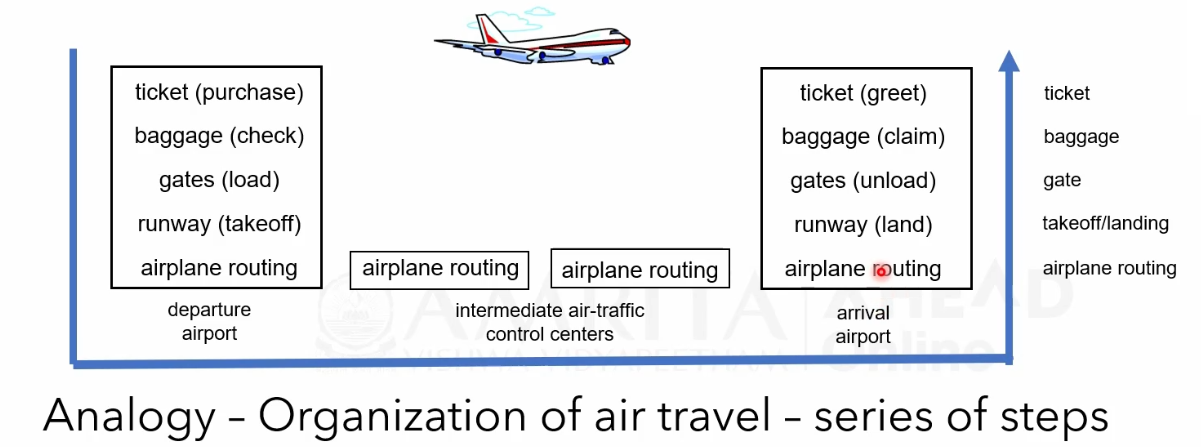 ticket (purchase)
baggage (check)
gates (load)
runway (takeoff)
airplane routing
departure
airport
airplane routing
airplane routing
intermediate air-traffic
control centers
ticket (greet)
baggage (claim)
gates (unload)
runway (land)
airplane routing
arrival
airport
ticket
baggage
gate
takeoff/landing
airplane routing
AMRITA
VISHWA VIDYAPEETHAM
AHEAD
Online
Analogy – Organization of air travel – series of steps